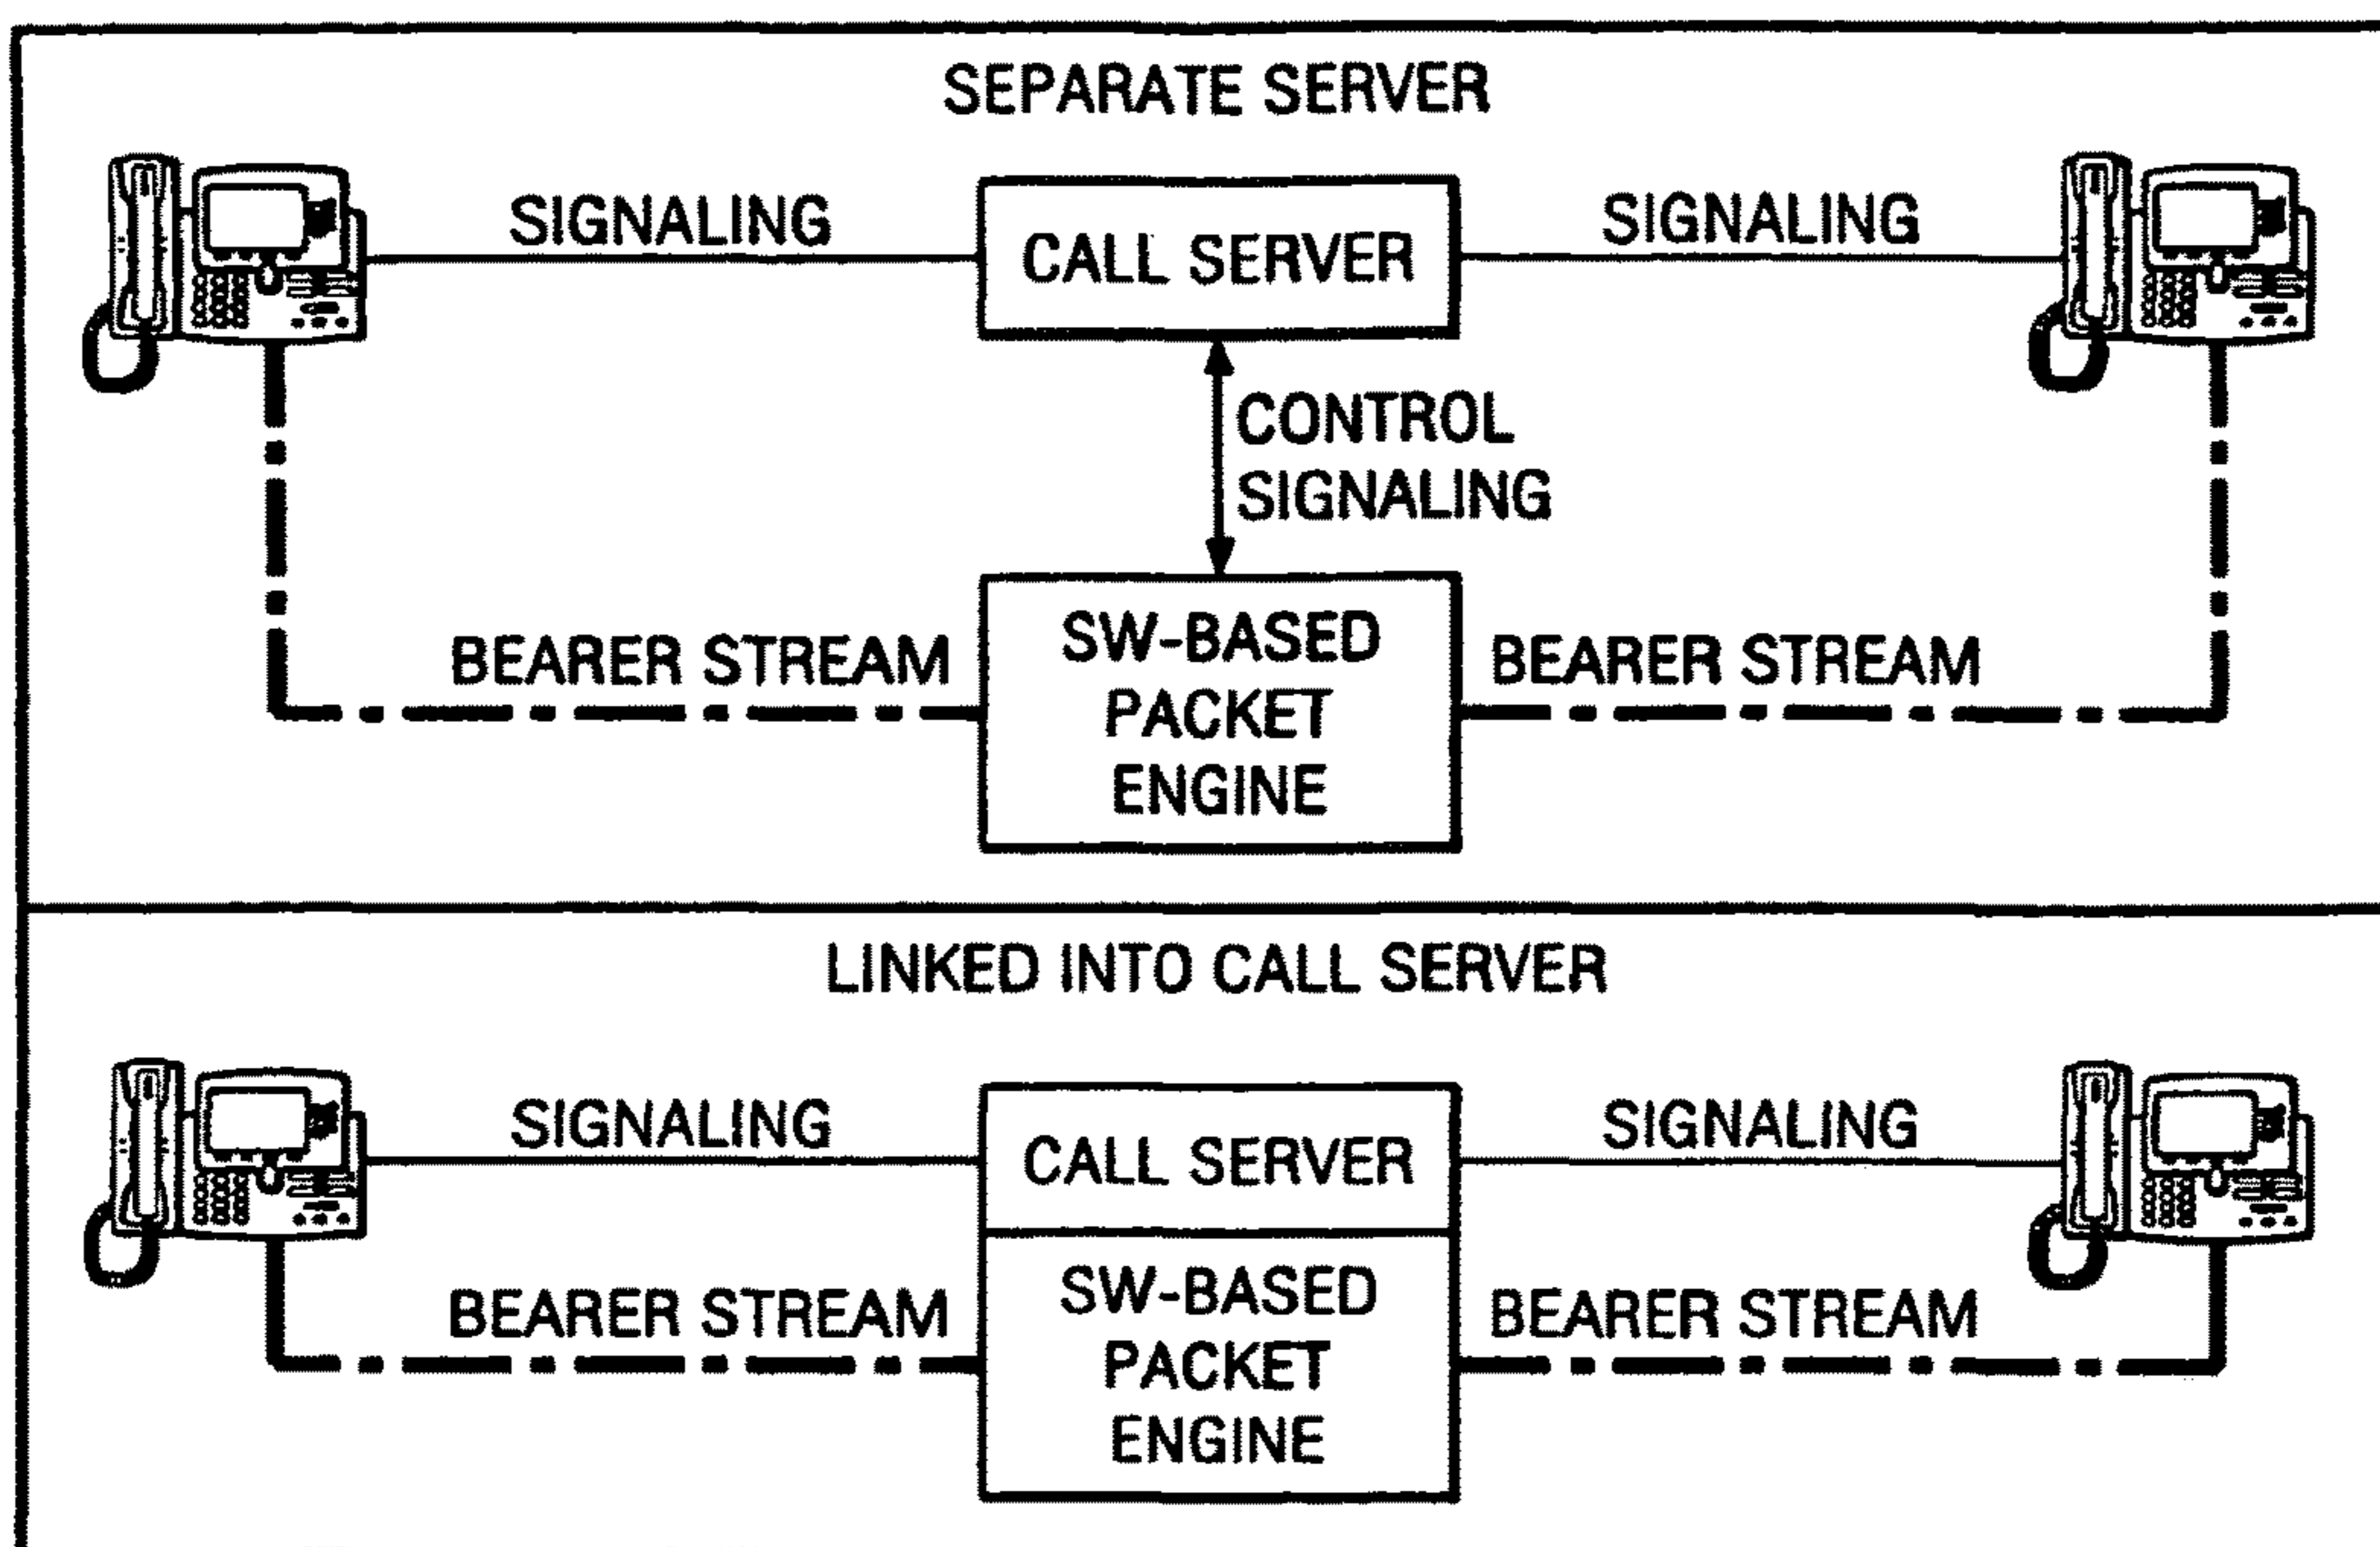 SEPARATE SERVER
SIGNALING
CALL SERVER
SIGNALING
CONTROL
SIGNALING
BEARER STREAM
SW-BASED
PACKET
ENGINE
BEARER STREAM
LINKED INTO CALL SERVER
SIGNALING
CALL SERVER
SIGNALING
BEARER STREAM
SW-BASED
PACKET
ENGINE
BEARER STREAM